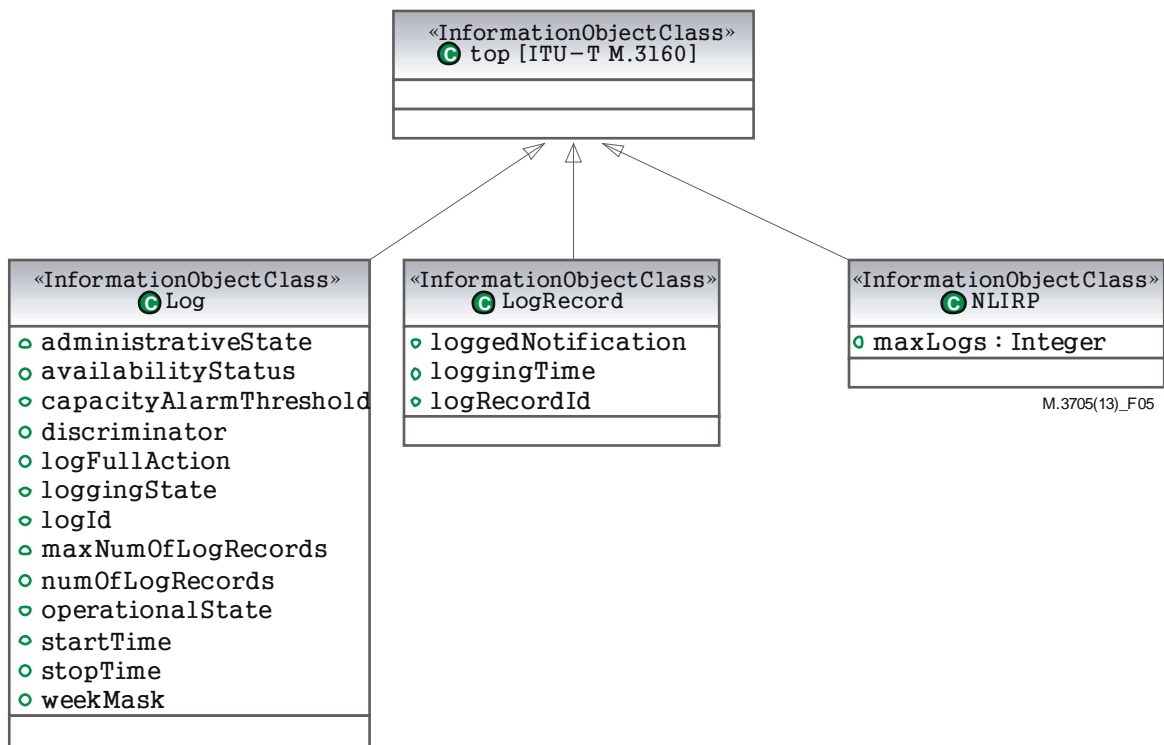 «InformationObjectClass»
top [ITU-T M.3160]
«InformationObjectClass»
Log
administrativeState
availabilityStatus
capacityAlarmThreshold
discriminator
logFullAction
loggingState
logId
maxNumOfLogRecords
numOfLogRecords
operationalState
startTime
stopTime
weekMask
«InformationObjectClass»
LogRecord
loggedNotification
loggingTime
logRecordId
«InformationObjectClass»
NLIRP
maxLogs : Integer
M.3705(13)_F05